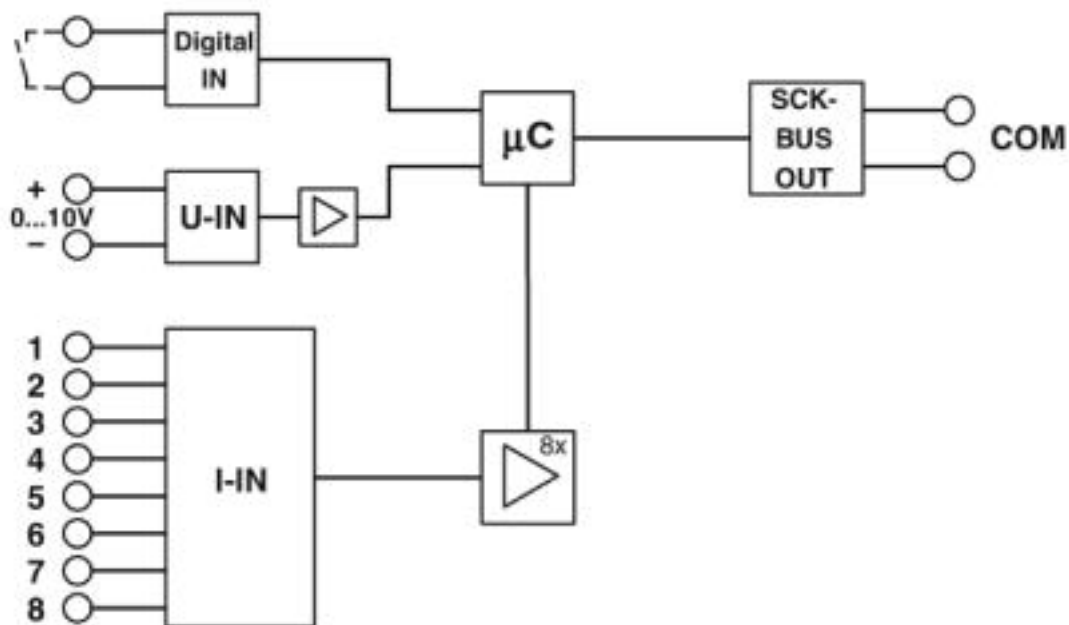 Digital
IN
+
0...10V
−
U-IN
μC
SCK-
BUS
OUT
COM
1
2
3
4
5
6
7
8
I-IN
8x